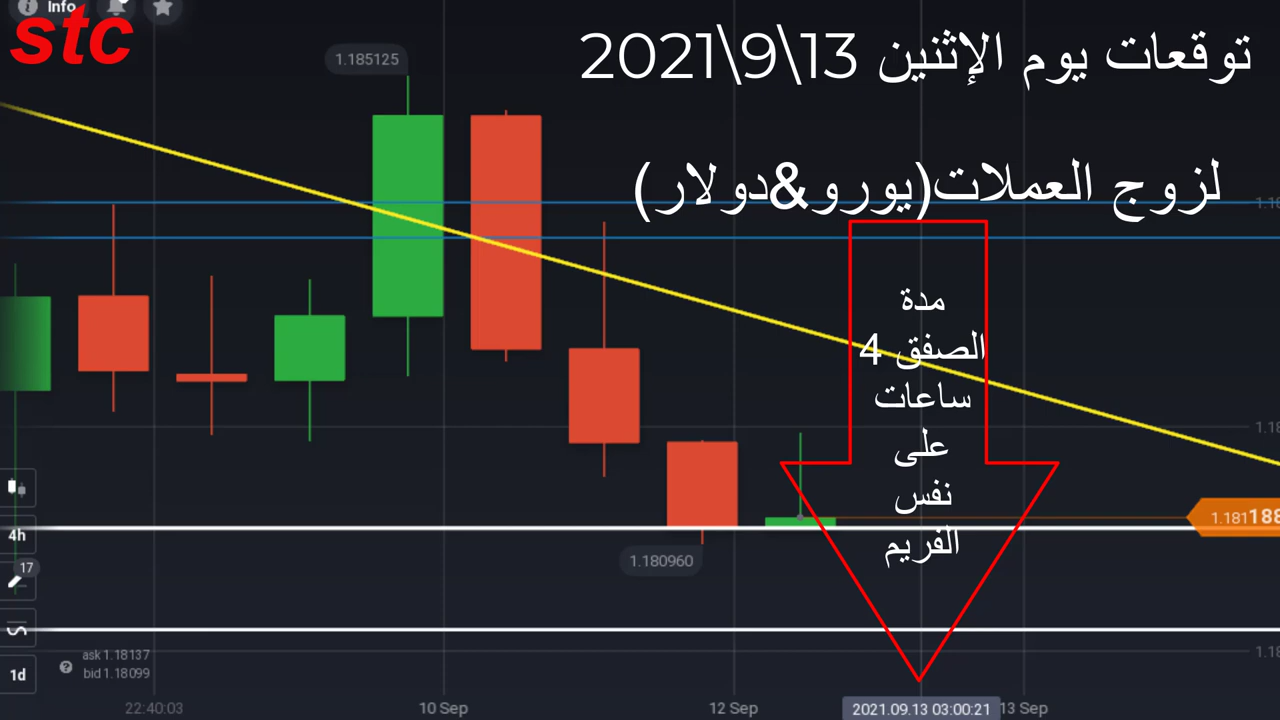 Info
stc
توقعات يوم الإثنين 13\9\2021
1.185125
لزوج العملات(يورو&دولار)
مدة
الصفق 4
ساعات
على
نفس
الفريم
1.181188
4h
1.180960
17
ask 1.18137
bid 1.18099
1d
22:40:03
10 Sep
12 Sep
2021.09.13 03:00:21
13 Sep